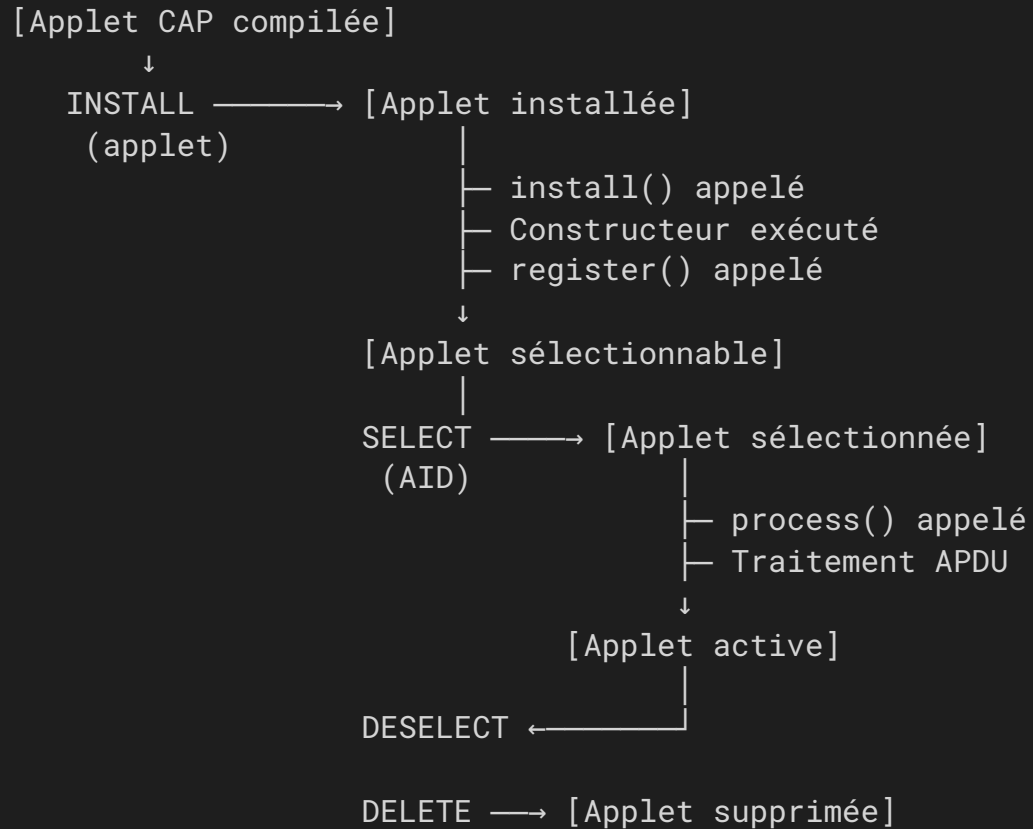 [Applet CAP compilée]
↓
INSTALL ──────→ [Applet installée]
(applet) │
├─ install() appelé
├─ Constructeur exécuté
├─ register() appelé
↓
[Applet sélectionnable]
│
SELECT ────→ [Applet sélectionnée]
(AID) │
├─ process() appelé
├─ Traitement APDU
↓
[Applet active]
│
DESELECT ←───────┘
DELETE ──→ [Applet supprimée]